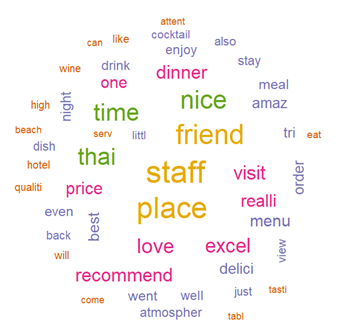 attent
cocktail
can like also
enjoy
wine drink dinner stay
one meal
high night time nice amaz
beach serv littl friend tri eat
dish thai
hotel staff visit order
qualiti price realli
even place menu
back best view
will love excel
recommend delici
tasti
come went well just
atmospher tabl